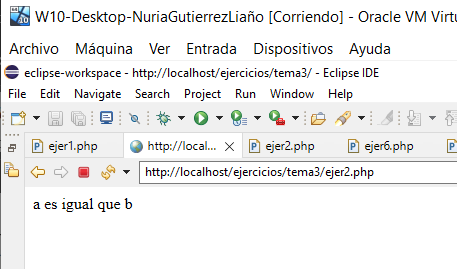 W10-Desktop-NuriaGutierrezLiaño [Corriendo] - Oracle VM Virtu
Archivo Máquina Ver Entrada Dispositivos Ayuda
eclipse-workspace - http://localhost/ejercicios/tema3/ - Eclipse IDE
File Edit Navigate Search Project Run Window Help
ejer1.php http://local... ejer2.php ejer6.php
http://localhost/ejercicios/tema3/ejer2.php
a es igual que b